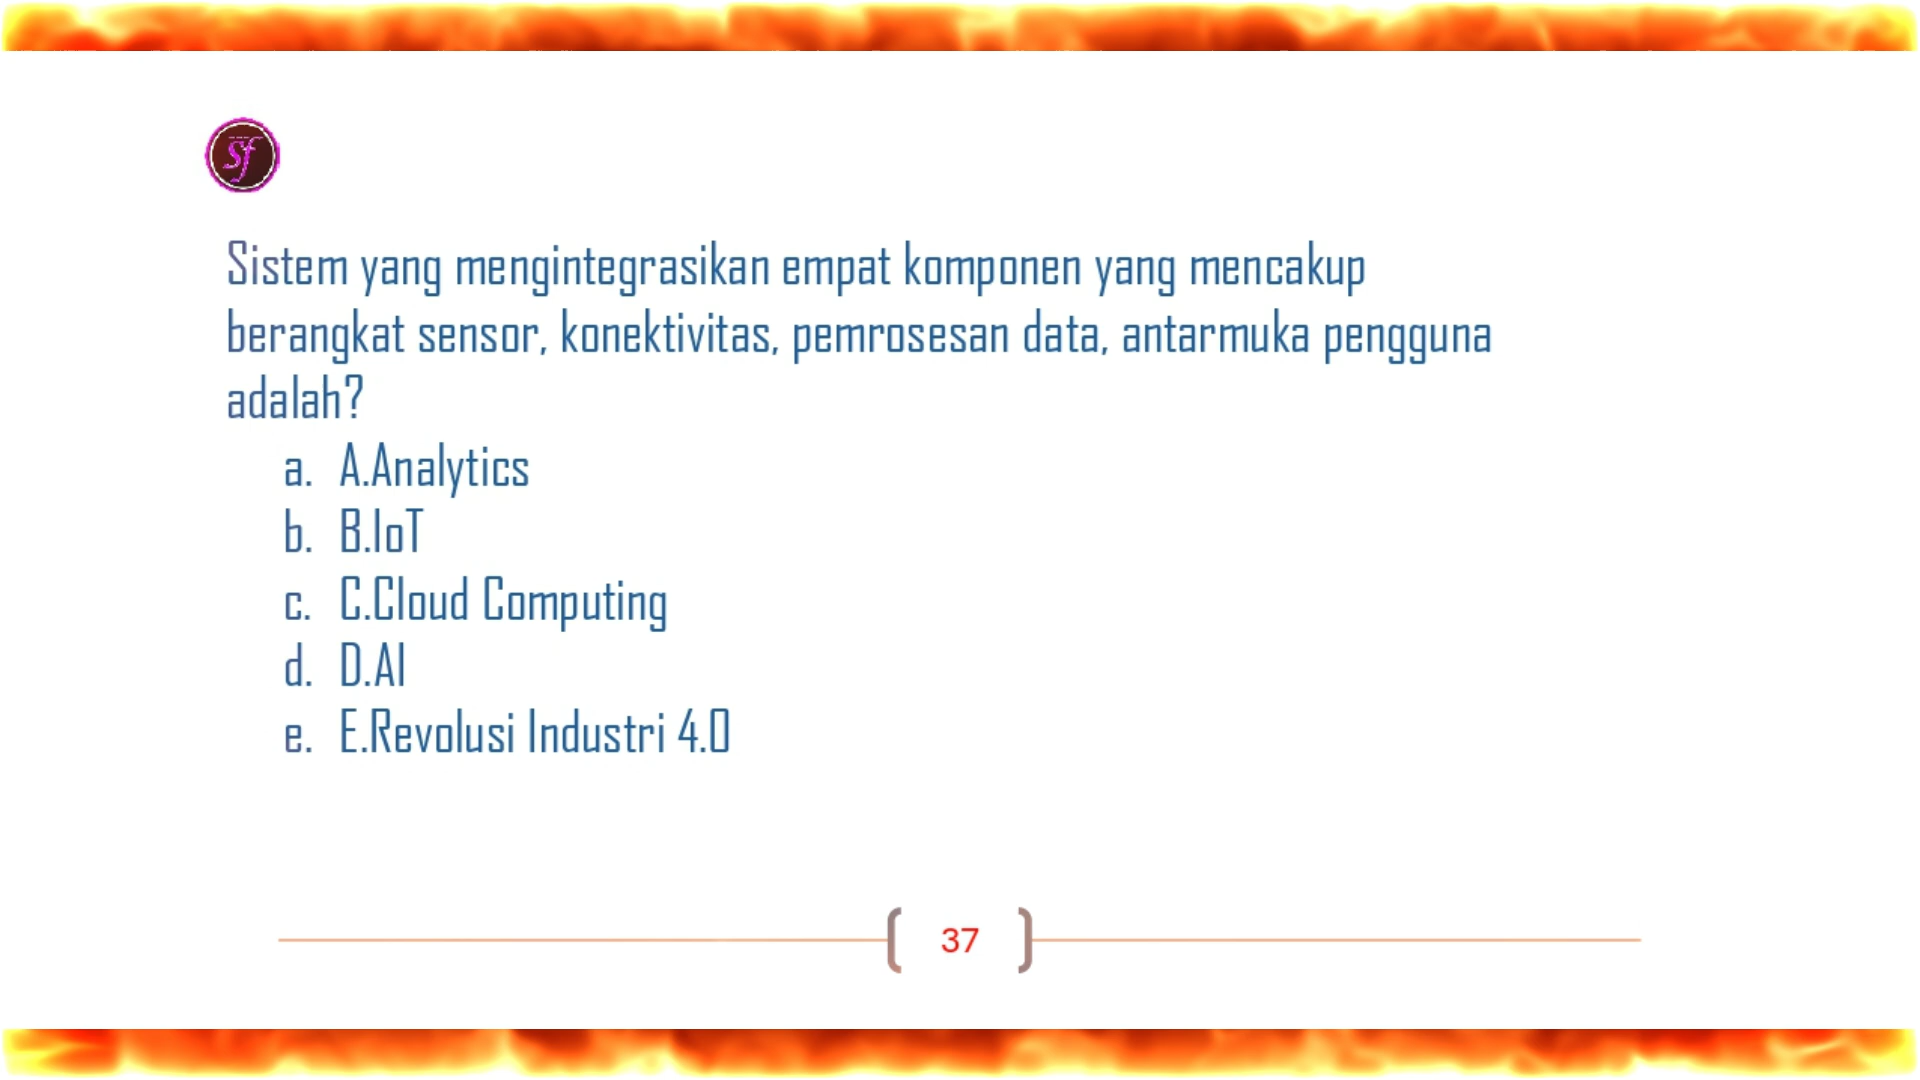 Sf
Sistem yang mengintegrasikan empat komponen yang mencakup
berangkat sensor, konektivitas, pemrosesan data, antarmuka pengguna
adalah?
a. A.Analytics
b. B.IoT
c. C.Cloud Computing
d. D.AI
e. E.Revolusi Industri 4.0
37